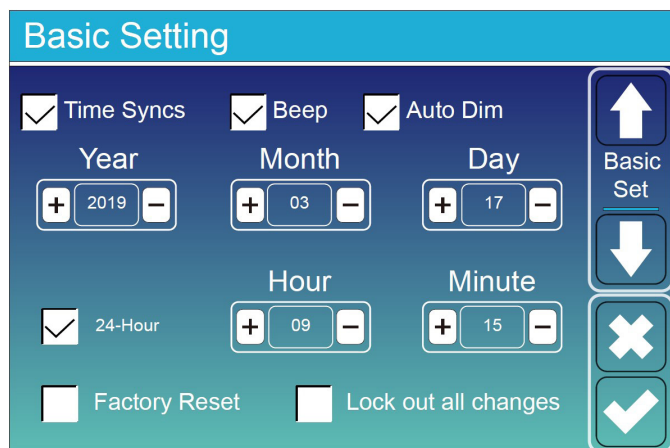 Basic Setting
Time Syncs
Beep
Auto Dim
Year
Month
Day
Basic
Set
+ 2019 −
+ 03 −
+ 17 −
Hour
Minute
24-Hour
+ 09 −
+ 15 −
Factory Reset
Lock out all changes